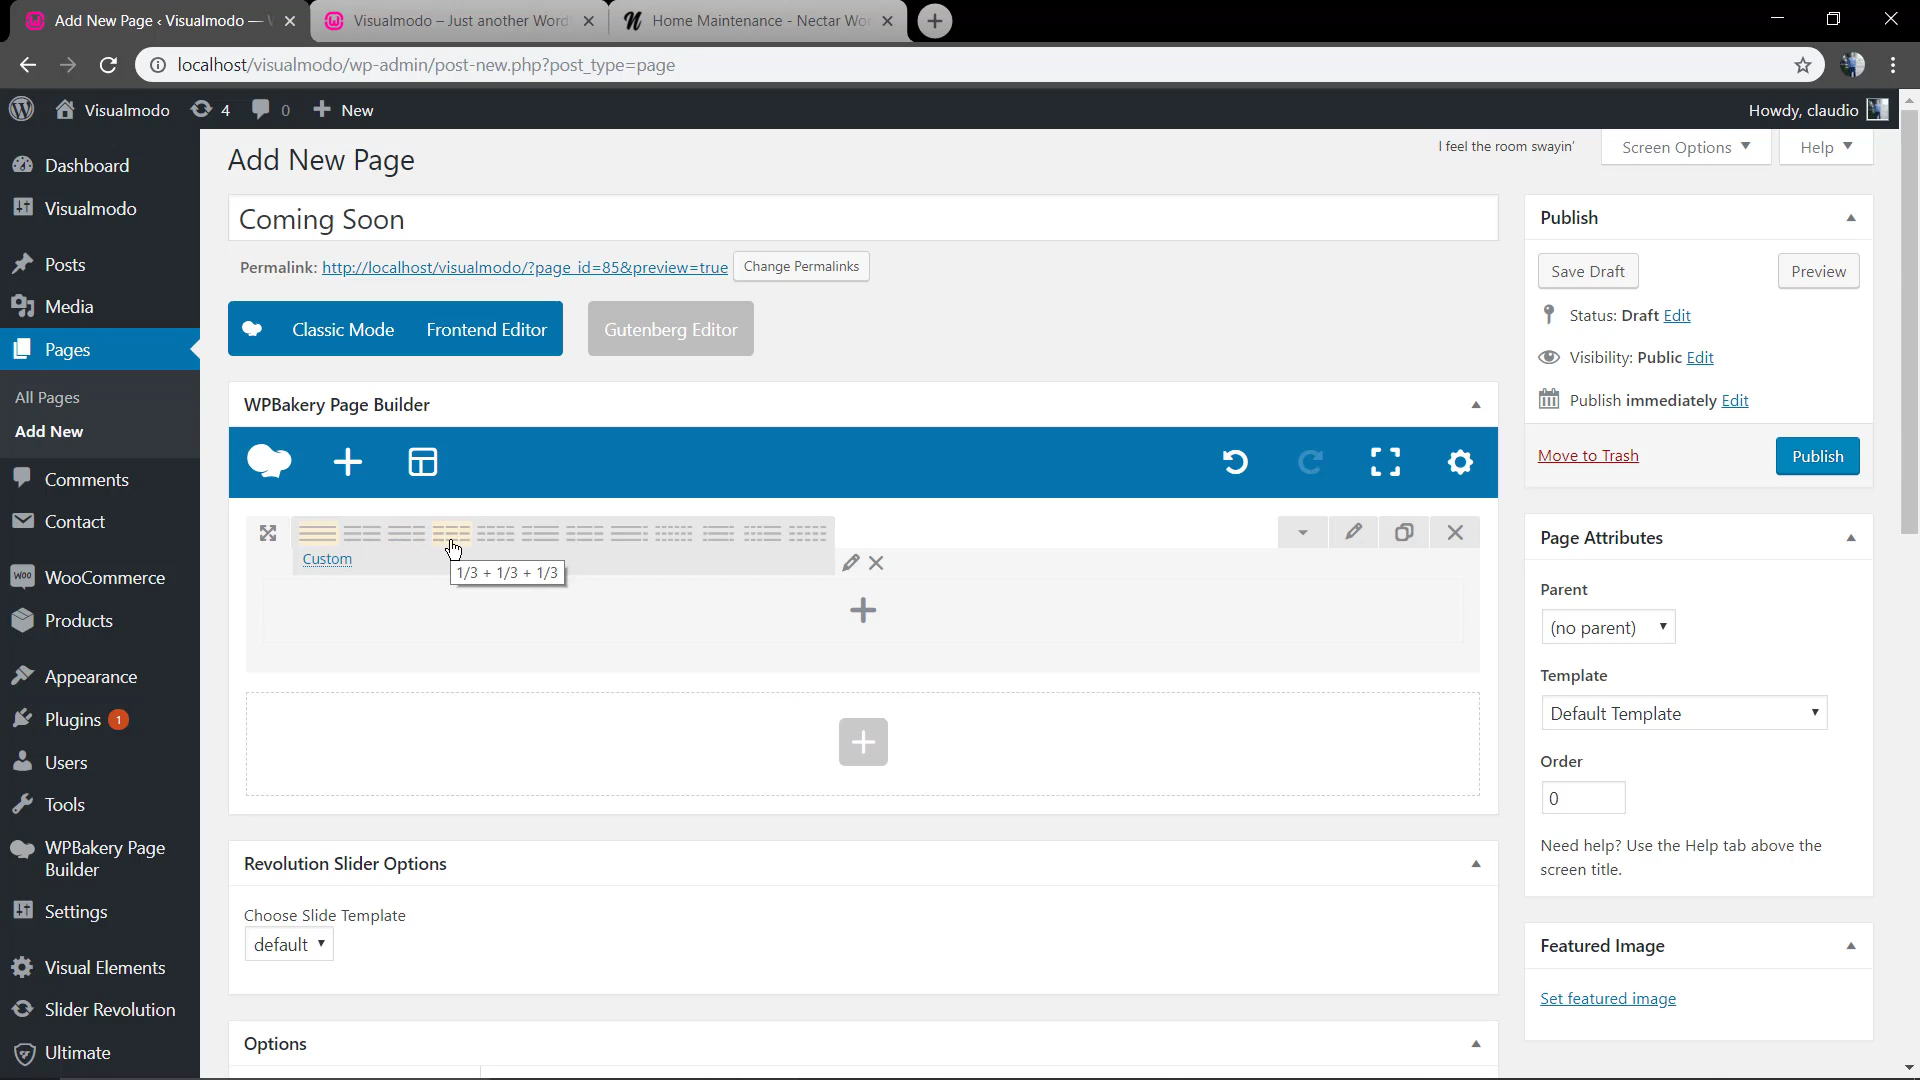 Add New Page ‹ Visualmodo —
Visualmodo – Just another Word
Home Maintenance - Nectar Wor
localhost/visualmodo/wp-admin/post-new.php?post_type=page
Visualmodo
4
0
New
Howdy, claudio
Dashboard
Visualmodo
Posts
Media
Pages
All Pages
Add New
Comments
Contact
WOO
WooCommerce
Products
Appearance
Plugins 1
Users
Tools
WPBakery Page
Builder
Settings
Visual Elements
Slider Revolution
Ultimate
Add New Page
I feel the room swayin’
Screen Options
Help
Coming Soon
Permalink: http://localhost/visualmodo/?page_id=85&preview=true
Change Permalinks
Classic Mode
Frontend Editor
Gutenberg Editor
WPBakery Page Builder
Custom
1/3 + 1/3 + 1/3
Revolution Slider Options
Choose Slide Template
default
Options
Publish
Save Draft
Preview
Status: Draft Edit
Visibility: Public Edit
Publish immediately Edit
Move to Trash
Publish
Page Attributes
Parent
(no parent)
Template
Default Template
Order
0
Need help? Use the Help tab above the
screen title.
Featured Image
Set featured image